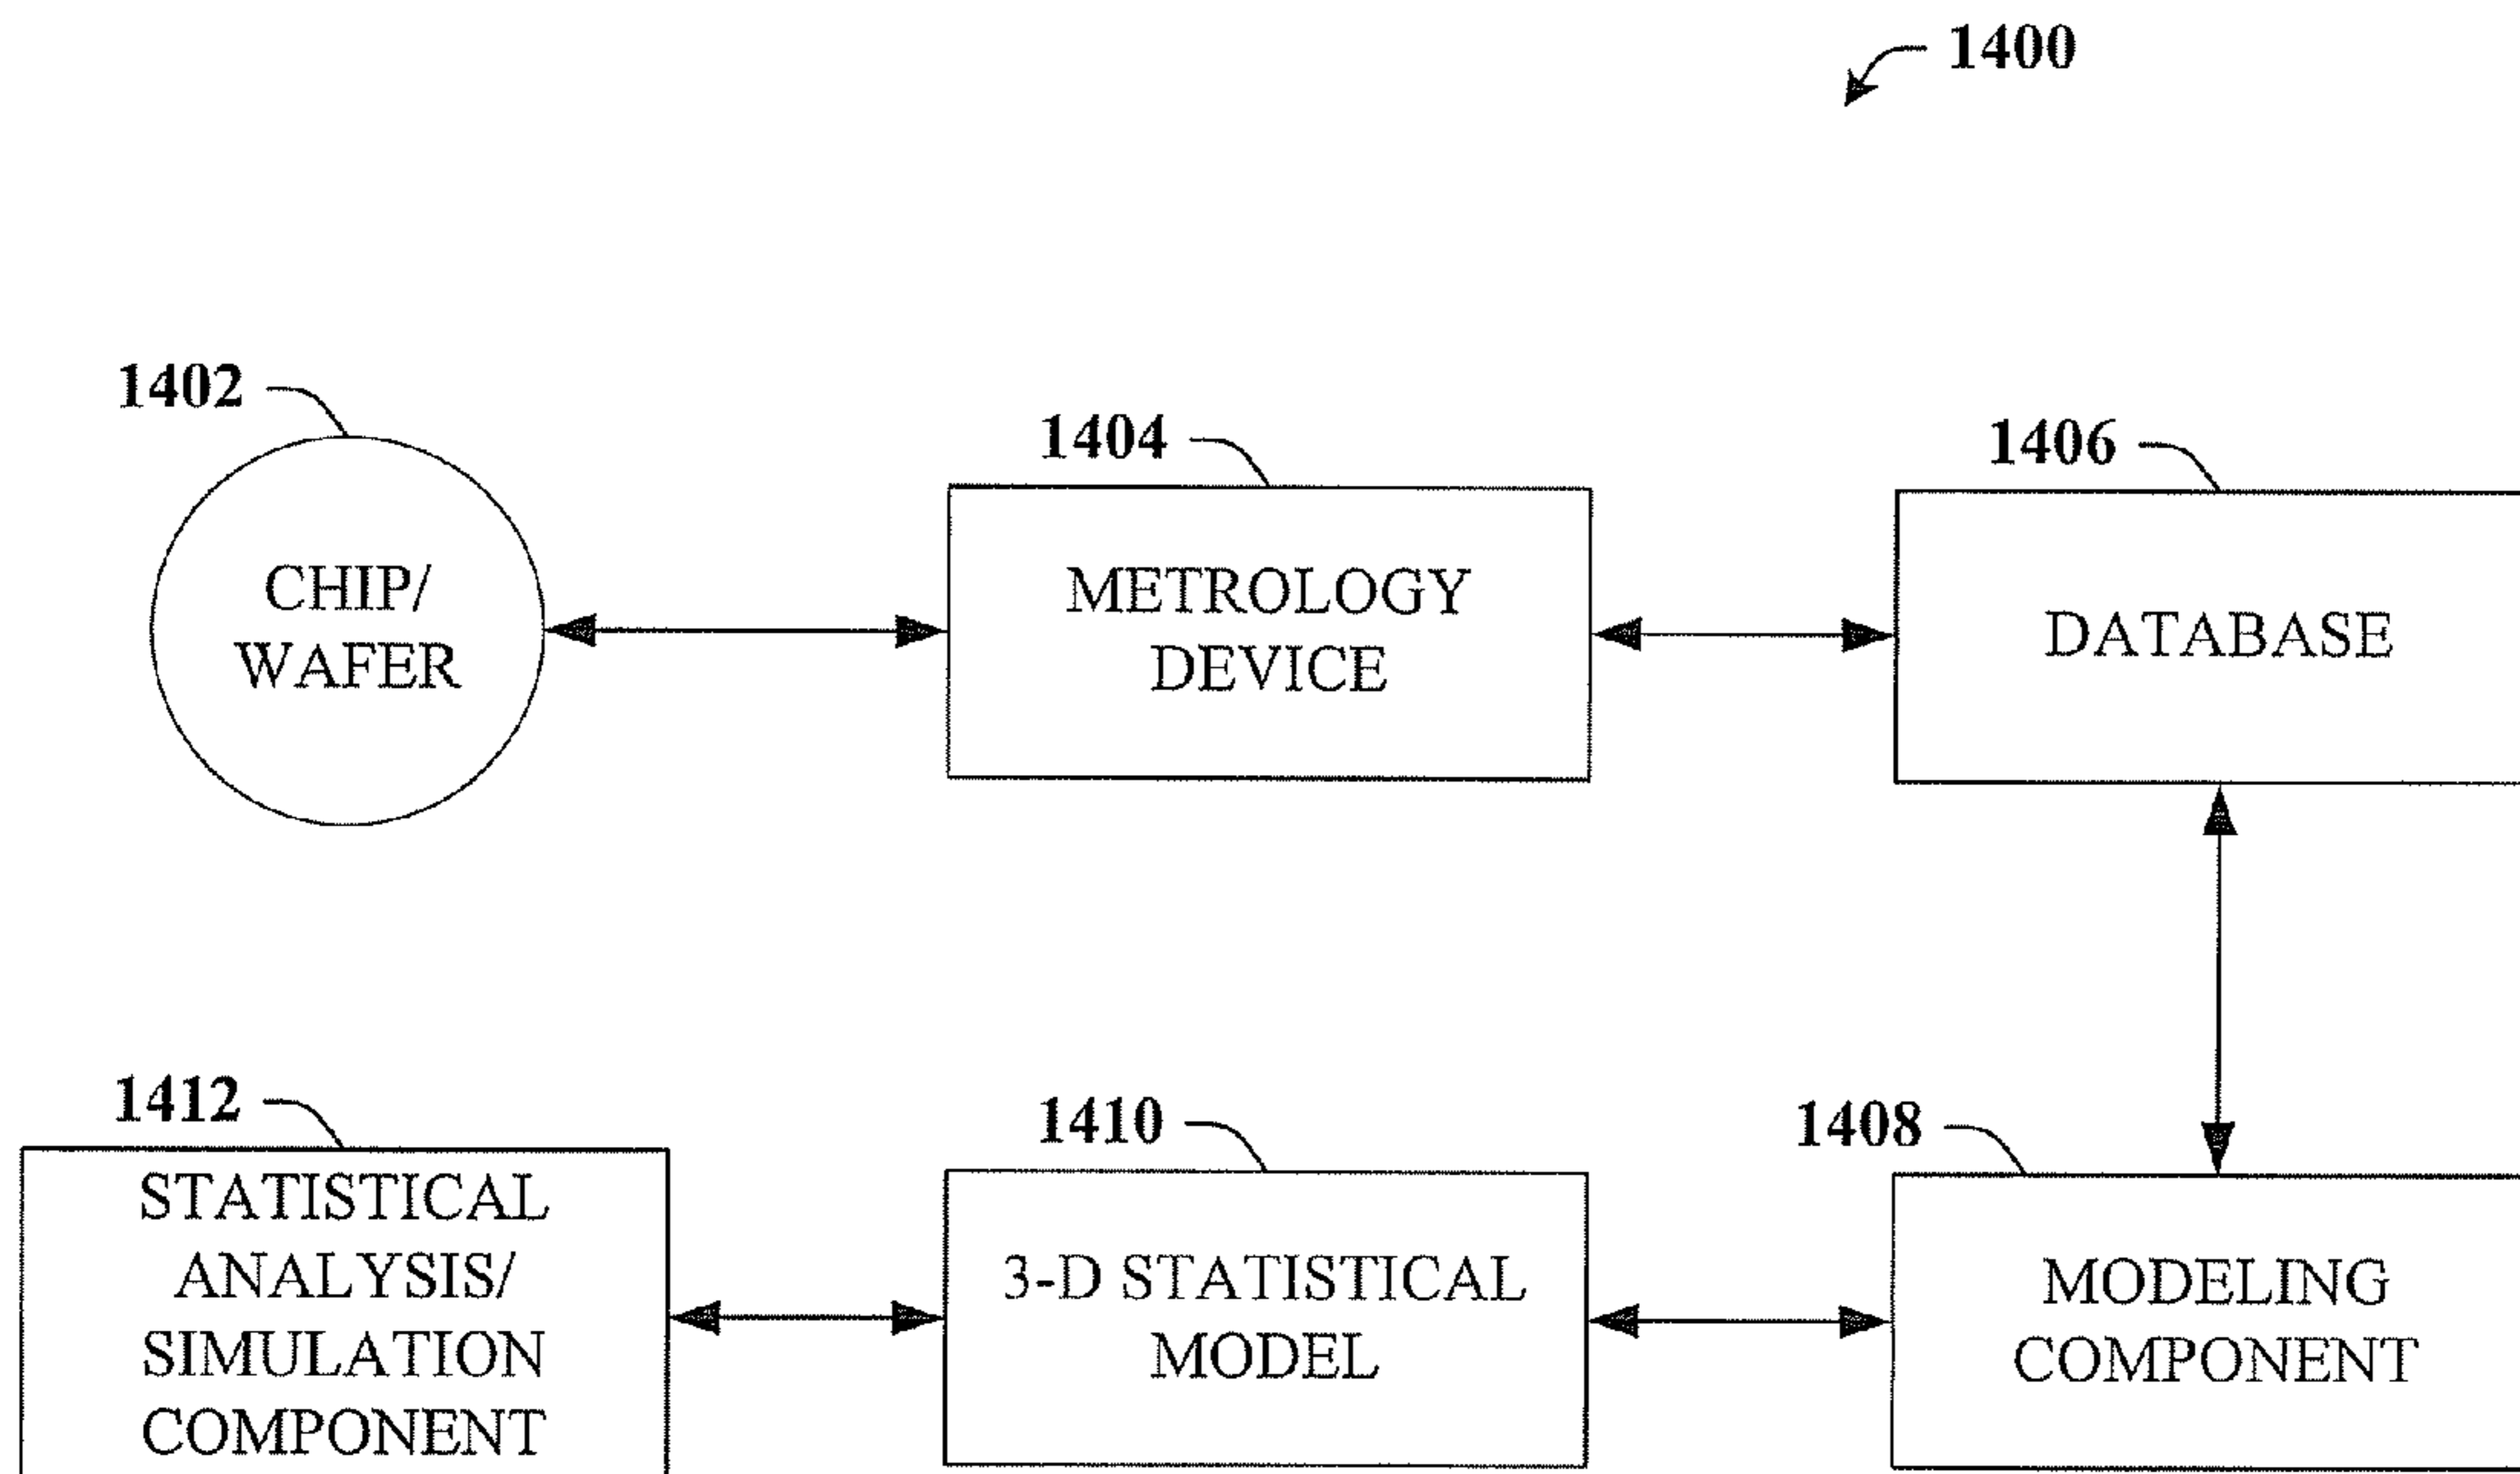 1400
1402
CHIP/
WAFER
1404
METROLOGY
DEVICE
1406
DATABASE
1412
STATISTICAL
ANALYSIS/
SIMULATION
COMPONENT
1410
3-D STATISTICAL
MODEL
1408
MODELING
COMPONENT